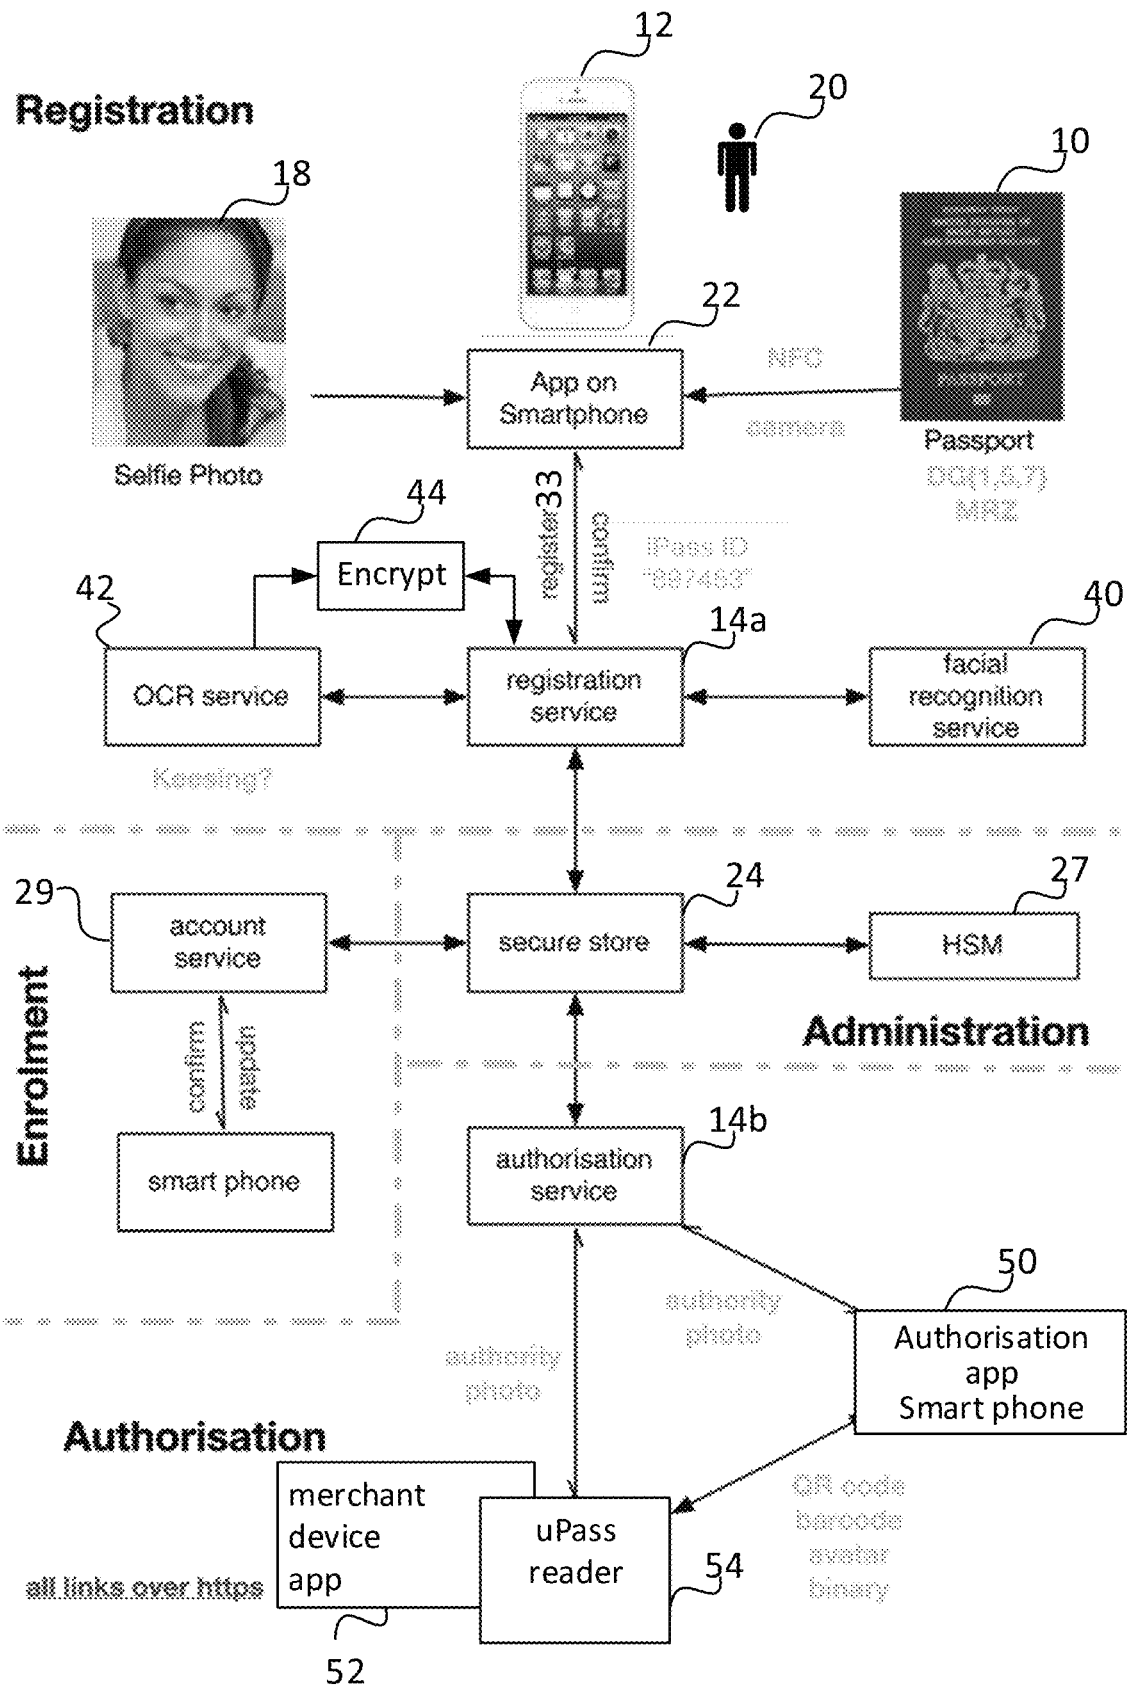 12
20
Registration
10
18
22
NFC
App on
Smartphone
camera
Passport
Selfie Photo
DG(1,5,7)
MRZ
44
33
register
confirm
iPass ID
"697463"
Encrypt
42
14a
40
OCR service
registration
service
facial
recognition
service
Keesing?
29
24
27
account
service
secure store
HSM
Enrolment
confirm
update
Administration
14b
smart phone
authorisation
service
50
authority
photo
authority
photo
Authorisation
app
Smart phone
Authorisation
merchant
device
app
uPass
reader
QR code
barcode
avatar
binary
54
all links over https
52